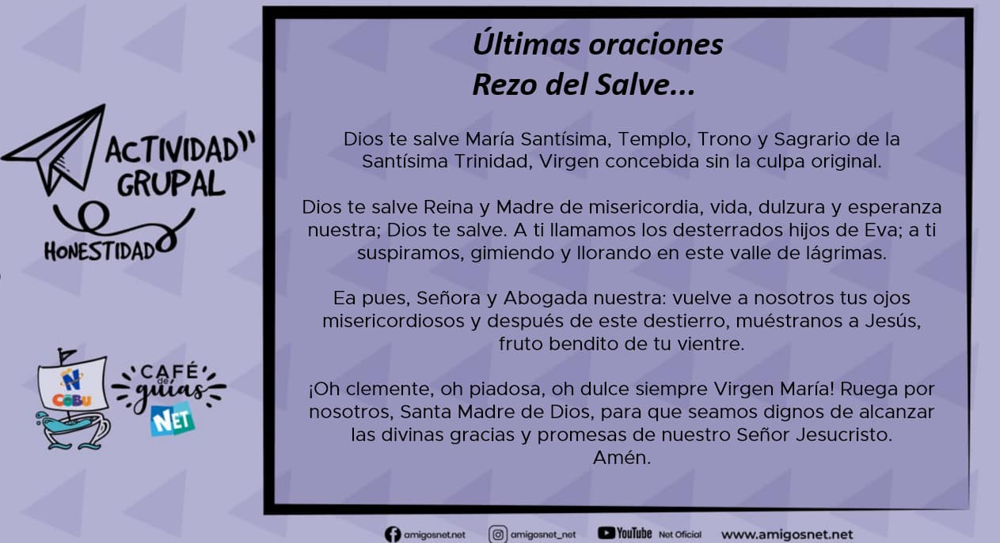 Últimas oraciones
Rezo del Salve...
ACTIVIDAD
GRUPAL
HONESTIDAD
Dios te salve María Santísima, Templo, Trono y Sagrario de la
Santísima Trinidad, Virgen concebida sin la culpa original.
Dios te salve Reina y Madre de misericordia, vida, dulzura y esperanza
nuestra; Dios te salve. A ti llamamos los desterrados hijos de Eva; a ti
suspiramos, gimiendo y llorando en este valle de lágrimas.
Ea pues, Señora y Abogada nuestra: vuelve a nosotros tus ojos
misericordiosos y después de este destierro, muéstranos a Jesús,
fruto bendito de tu vientre.
¡Oh clemente, oh piadosa, oh dulce siempre Virgen María! Ruega por
nosotros, Santa Madre de Dios, para que seamos dignos de alcanzar
las divinas gracias y promesas de nuestro Señor Jesucristo.
Amén.
N
CÖBU
CAFÉ
de
guías
NET
amigosnet.net
amigosnet_net
YouTube Net Oficial
www.amigosnet.net